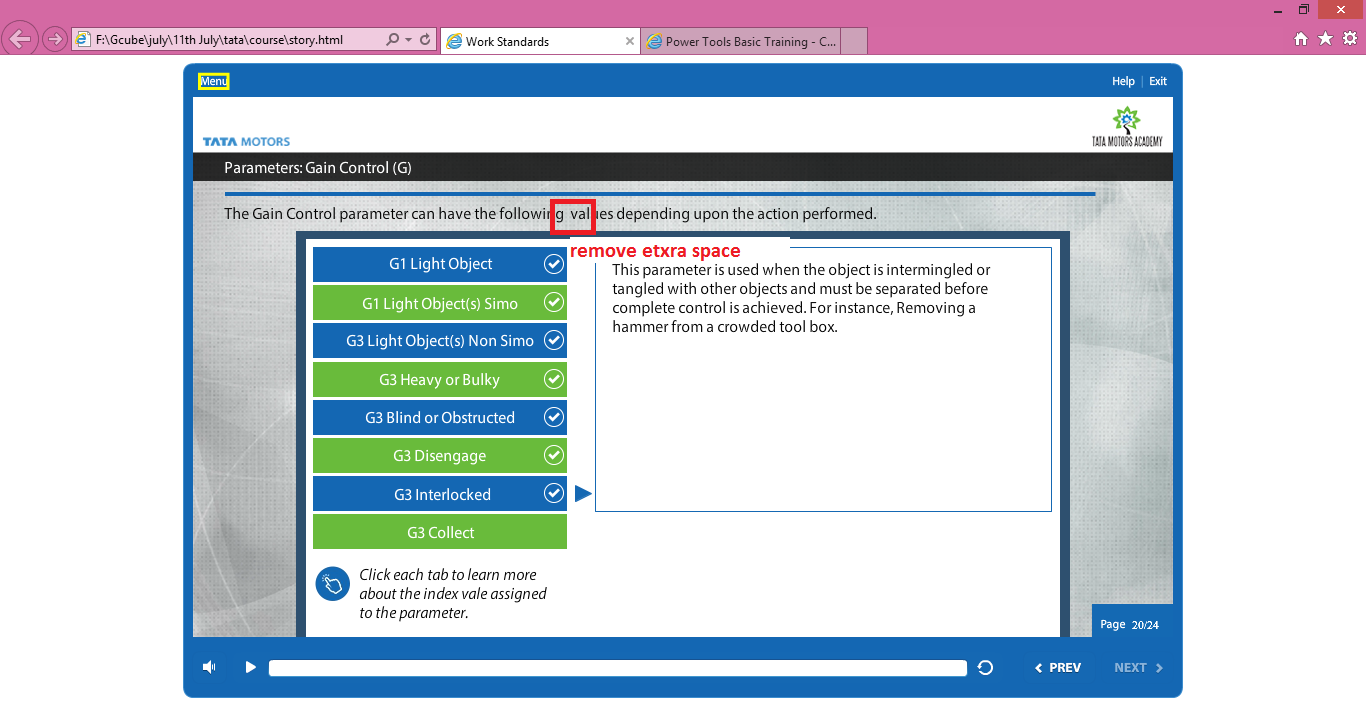 F:\Gcube\july\11th July\tata\course\story.html
Work Standards
Power Tools Basic Training - C...
Menu
Help | Exit
TATA MOTORS
TATA MOTORS ACADEMY
Parameters: Gain Control (G)
The Gain Control parameter can have the following  values depending upon the action performed.
remove etxra space
G1 Light Object
G1 Light Object(s) Simo
G3 Light Object(s) Non Simo
G3 Heavy or Bulky
G3 Blind or Obstructed
G3 Disengage
G3 Interlocked
G3 Collect
This parameter is used when the object is intermingled or
tangled with other objects and must be separated before
complete control is achieved. For instance, Removing a
hammer from a crowded tool box.
Click each tab to learn more
about the index vale assigned
to the parameter.
Page 20/24
PREV
NEXT